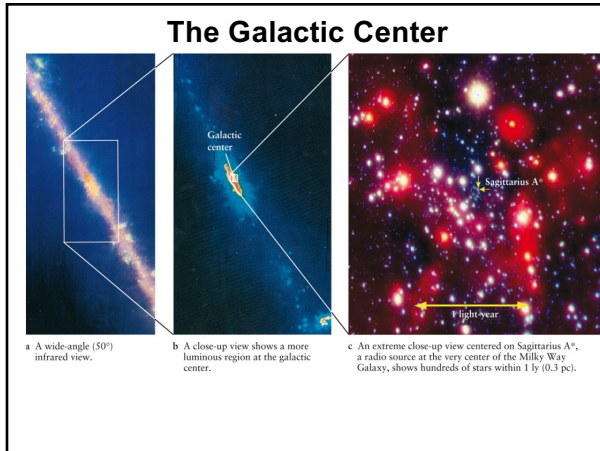 The Galactic Center
Galactic
center
Sagittarius A*
1 light-year
a A wide-angle (50°)
infrared view.
b A close-up view shows a more
luminous region at the galactic
center.
c An extreme close-up view centered on Sagittarius A*,
a radio source at the very center of the Milky Way
Galaxy, shows hundreds of stars within 1 ly (0.3 pc).